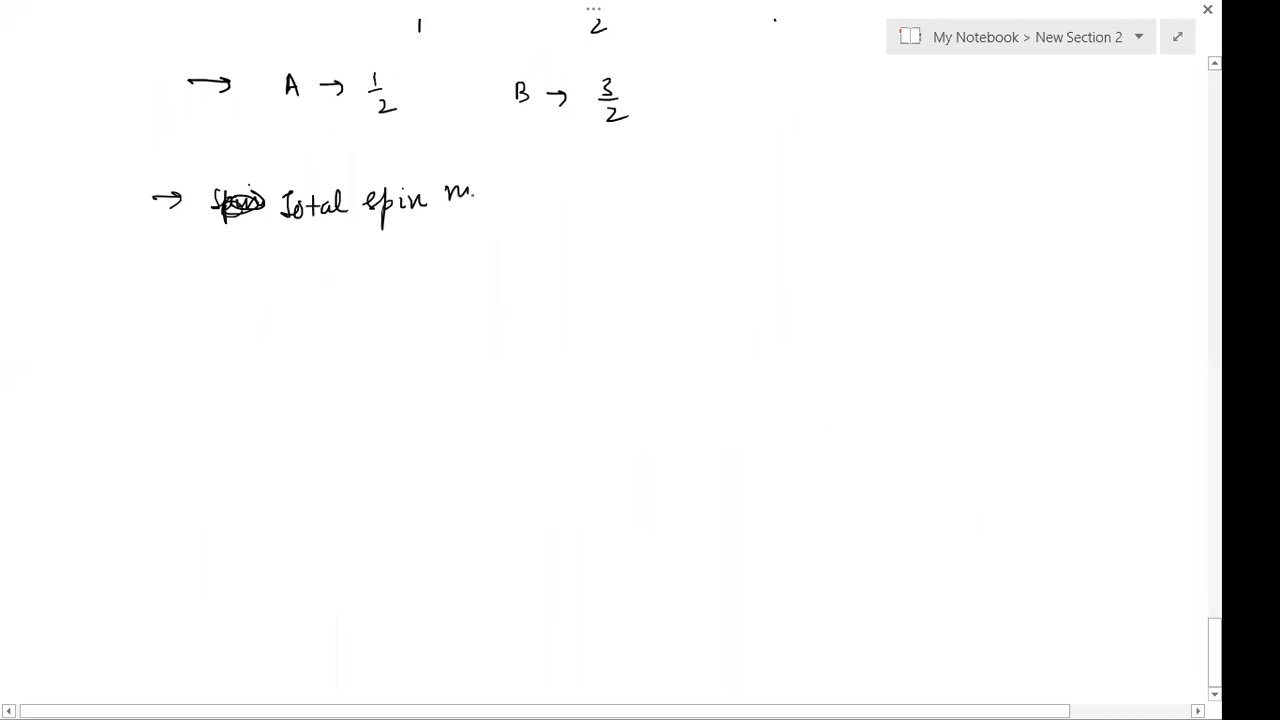 1 2
My Notebook > New Section 2
→ A → 1/2 B → 3/2
→ Total spin m